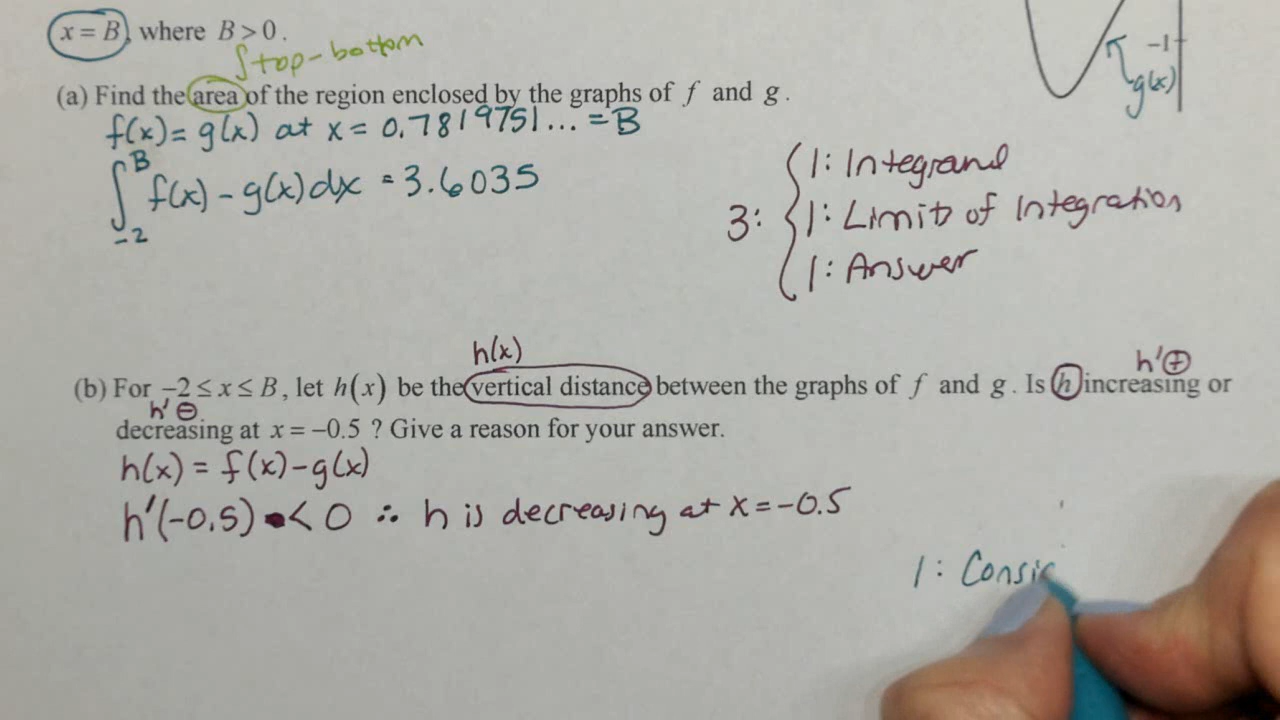 x = B, where B > 0.
∫top-bottom
-1
g(x)
(a) Find the area of the region enclosed by the graphs of f and g.
f(x) = g(x) at x = 0.7819751... = B
∫_{-2}^{B} f(x) - g(x) dx = 3.6035
3: { 1: Integrand
1: Limit of Integration
1: Answer
h(x)
h' ⊕
(b) For -2 ≤ x ≤ B, let h(x) be the vertical distance between the graphs of f and g. Is h increasing or
h' ⊖
decreasing at x = -0.5 ? Give a reason for your answer.
h(x) = f(x) - g(x)
h'(-0.5) < 0 ∴ h is decreasing at x = -0.5
1: Consi